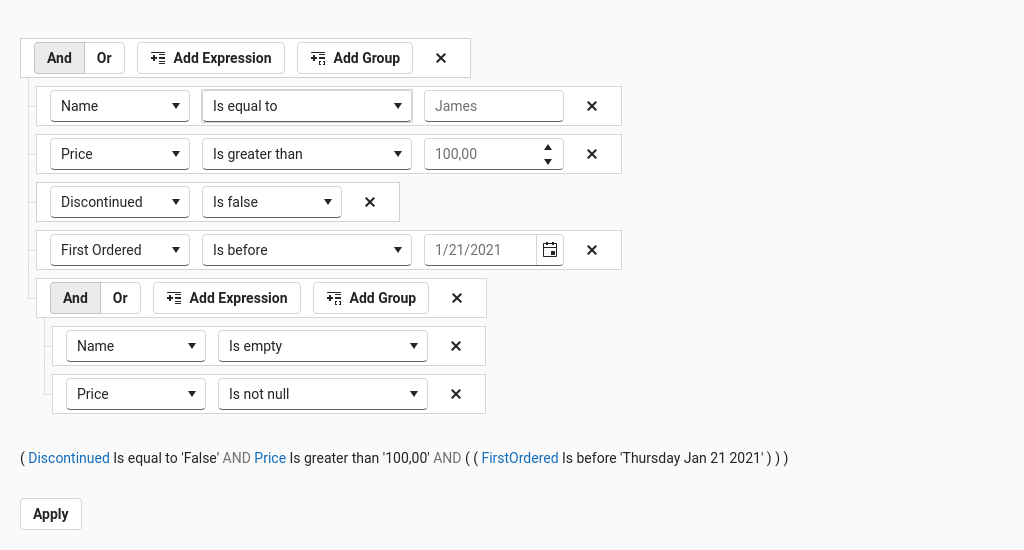 And Or Add Expression Add Group
Name Is equal to James
Price Is greater than 100,00
Discontinued Is false
First Ordered Is before 1/21/2021
And Or Add Expression Add Group
Name Is empty
Price Is not null
( Discontinued Is equal to 'False' AND Price Is greater than '100,00' AND ( ( FirstOrdered Is before 'Thursday Jan 21 2021' ) ) )
Apply